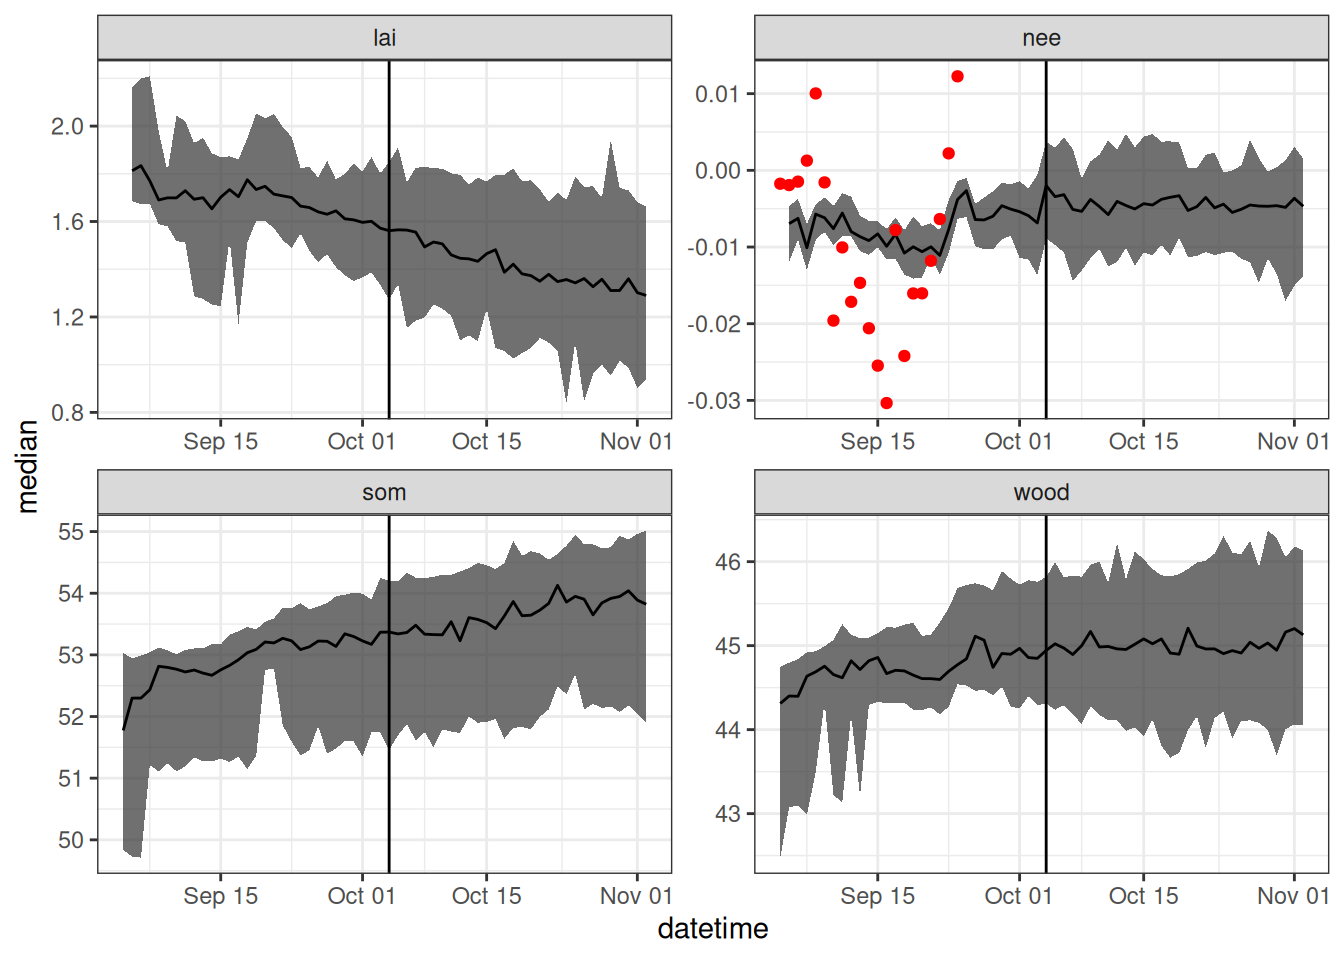 lai
nee
2.0
1.6
1.2
0.8
0.01
0.00
-0.01
-0.02
-0.03
Sep 15
Oct 01
Oct 15
Nov 01
Sep 15
Oct 01
Oct 15
Nov 01
median
som
wood
55
54
53
52
51
50
46
45
44
43
Sep 15
Oct 01
Oct 15
Nov 01
Sep 15
Oct 01
Oct 15
Nov 01
datetime